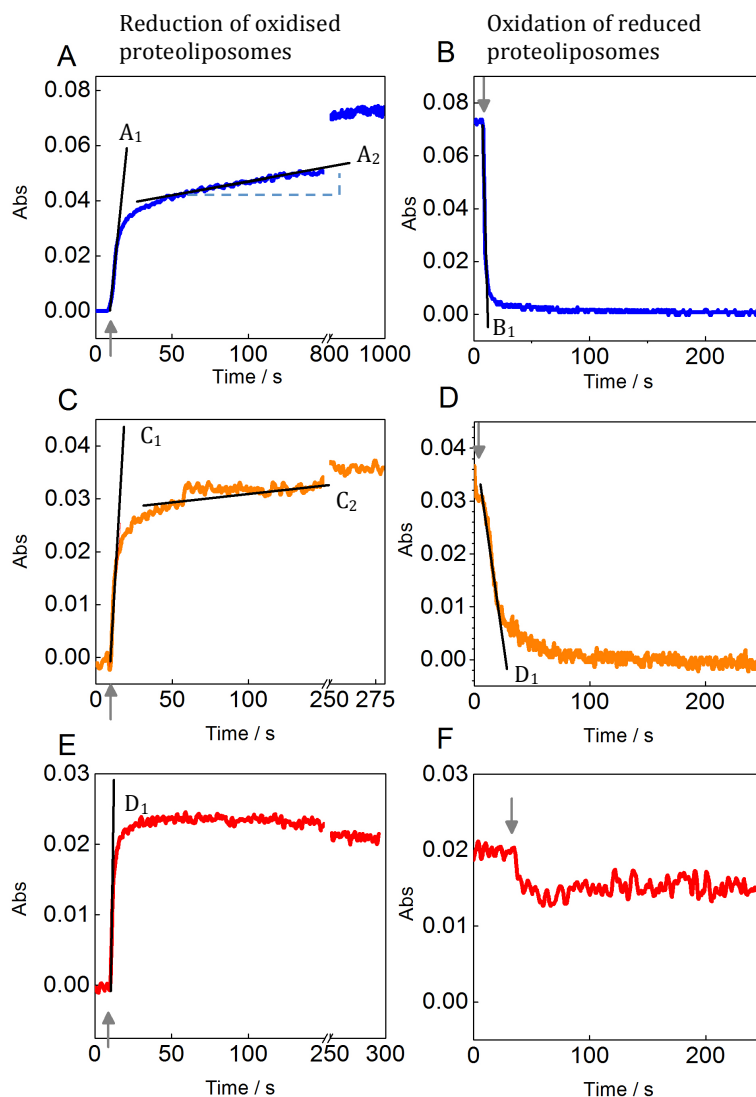 Reduction of oxidised
proteoliposomes
Oxidation of reduced
proteoliposomes
A
0.08
0.06
0.04
0.02
0.00
Abs
A1
A2
0 50 100 800 1000
Time / s
B
0.08
0.06
0.04
0.02
0.00
Abs
B1
0 100 200
Time / s
C
0.04
0.03
0.02
0.01
0.00
Abs
C1
C2
0 50 100 250 275
Time / s
D
0.04
0.03
0.02
0.01
0.00
Abs
D1
0 100 200
Time / s
E
0.03
0.02
0.01
0.00
Abs
D1
0 50 100 250 300
Time / s
F
0.03
0.02
0.01
0.00
Abs
0 100 200
Time / s